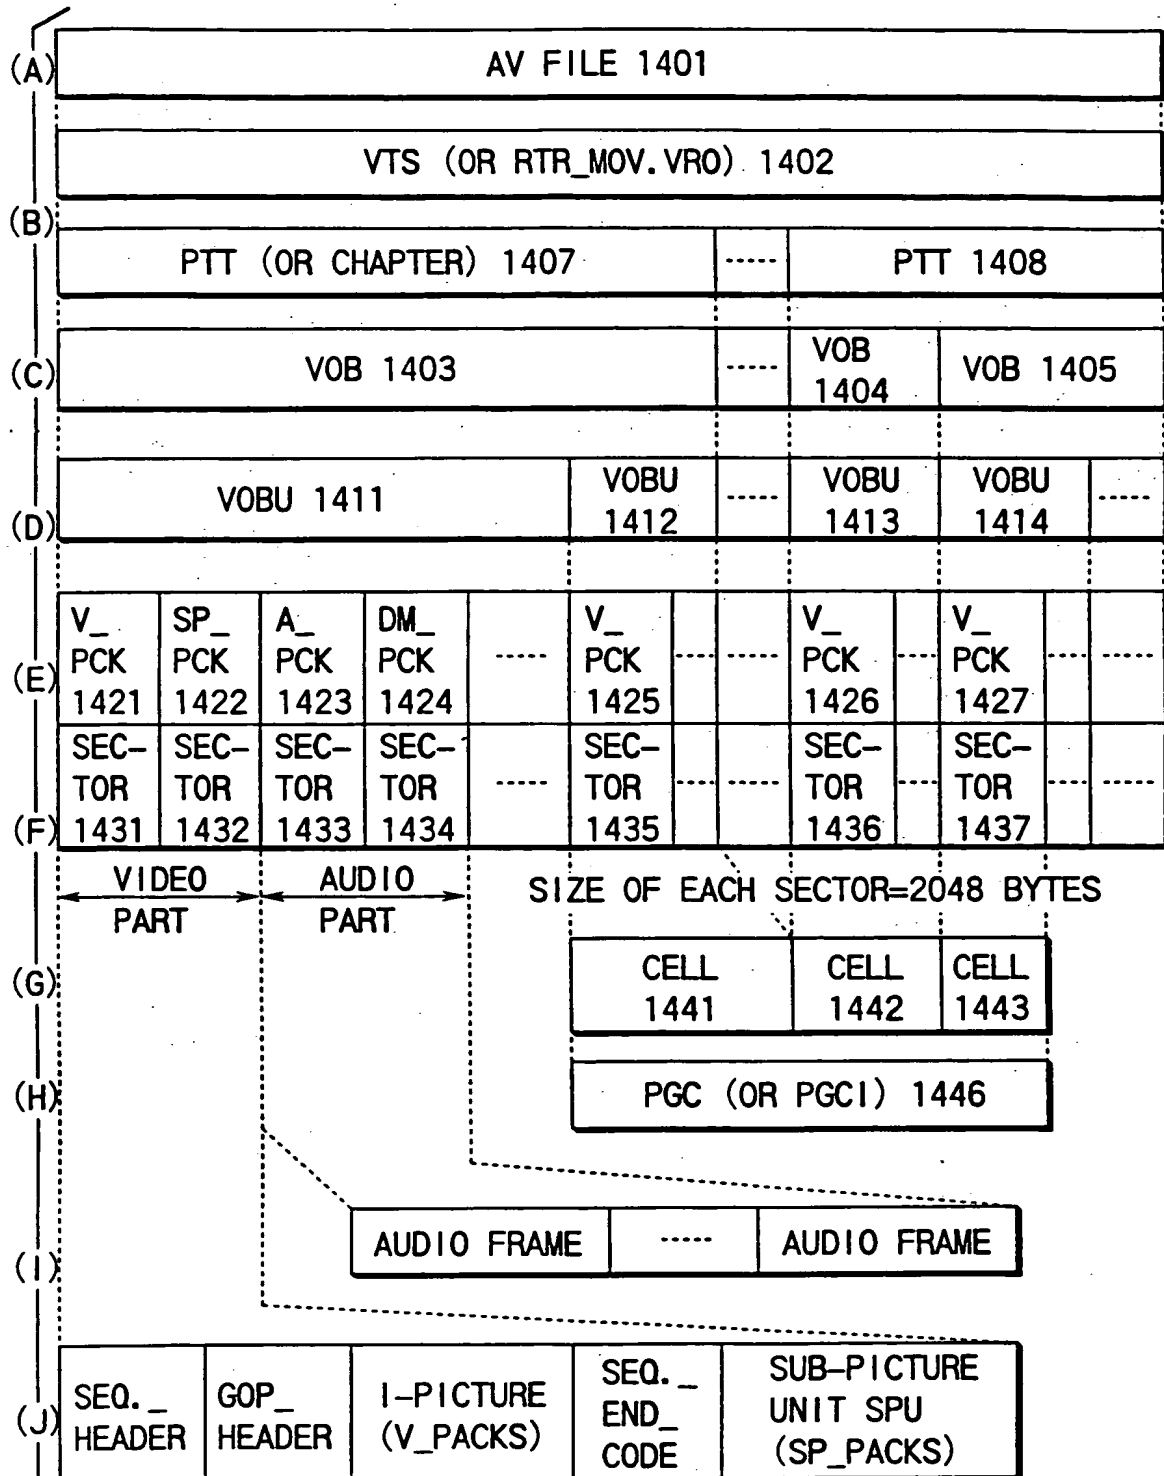 (A) AV FILE 1401
VTS (OR RTR_MOV.VRO) 1402
(B)
PTT (OR CHAPTER) 1407 ----- PTT 1408
(C) VOB 1403 ----- VOB 1404 VOB 1405
(D) VOBU 1411 VOBU 1412 ----- VOBU 1413 VOBU 1414 -----
(E)
V_ SP_ A_ DM_ V_ V_ V_
PCK PCK PCK PCK ----- PCK ---- ----- PCK ---- PCK ---- -----
1421 1422 1423 1424 1425 1426 1427
(F)
SEC- SEC- SEC- SEC- SEC- SEC- SEC-
TOR TOR TOR TOR ----- TOR ---- ----- TOR ---- TOR ---- -----
1431 1432 1433 1434 1435 1436 1437
VIDEO PART AUDIO PART
SIZE OF EACH SECTOR=2048 BYTES
(G) CELL 1441 CELL 1442 CELL 1443
(H) PGC (OR PGCI) 1446
(I) AUDIO FRAME ----- AUDIO FRAME
(J) SEQ._ HEADER GOP_ HEADER I-PICTURE (V_PACKS) SEQ._ END_ CODE SUB-PICTURE UNIT SPU (SP_PACKS)